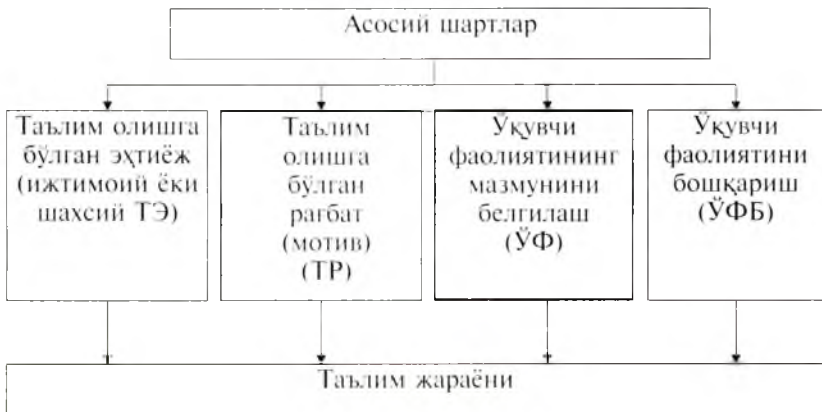 Асосий шартлар
Таълим олишга
бўлган эҳтиёж
(ижтимоий ёки
шахсий ТЭ)
Таълим
олишга
бўлган
рағбат
(мотив)
(ТР)
Ўқувчи
фаолиятининг
мазмунини
белгилаш
(ЎФ)
Ўқувчи
фаолиятини
бошқариш
(ЎФБ)
Таълим жараёни